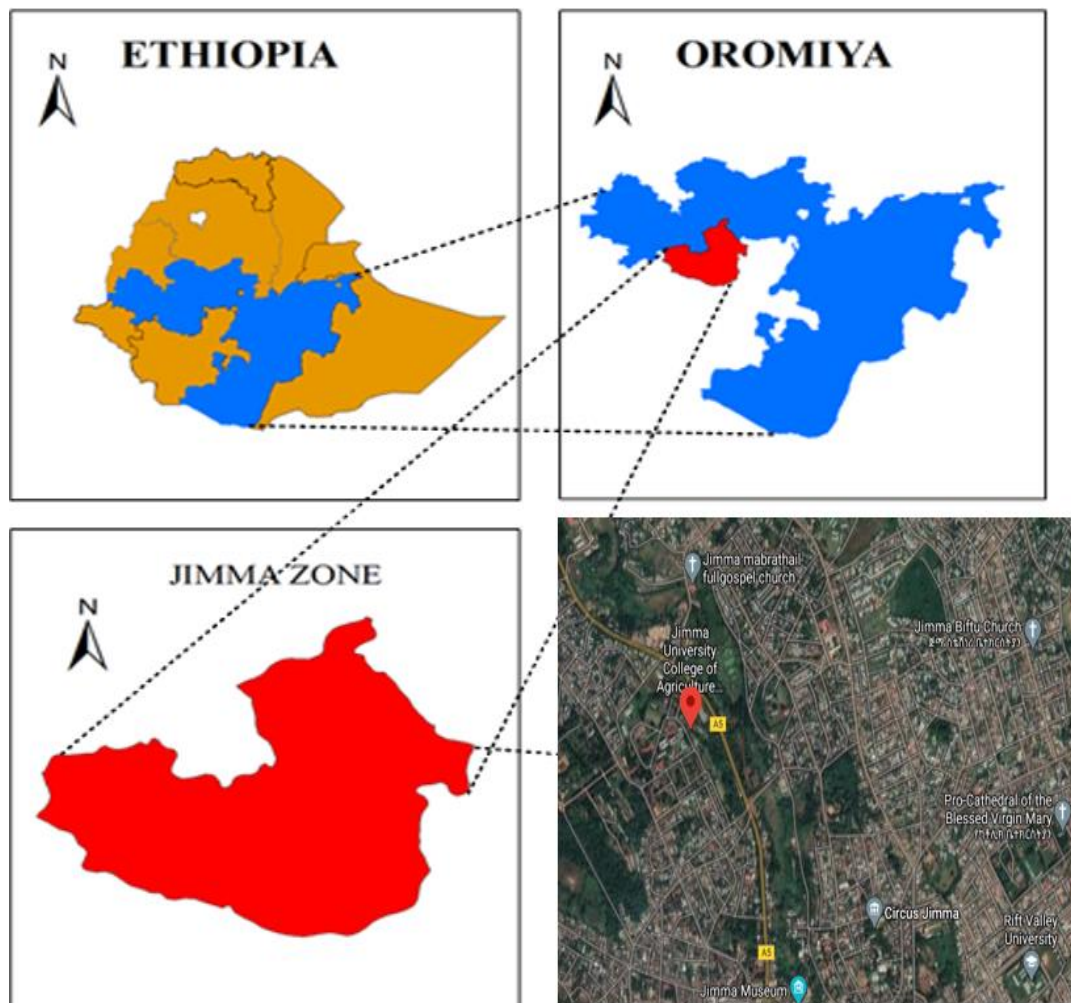 N
ETHIOPIA
N
OROMIYA
JIMMA ZONE
N
Jimma mabrathail
fullgospel church
Jimma
University
College of
Agriculture...
A5
Jimma Biftu Church
Pro-Cathedral of the
Blessed Virgin Mary
Circus Jimma
Rift Valley
University
A5
Jimma Museum